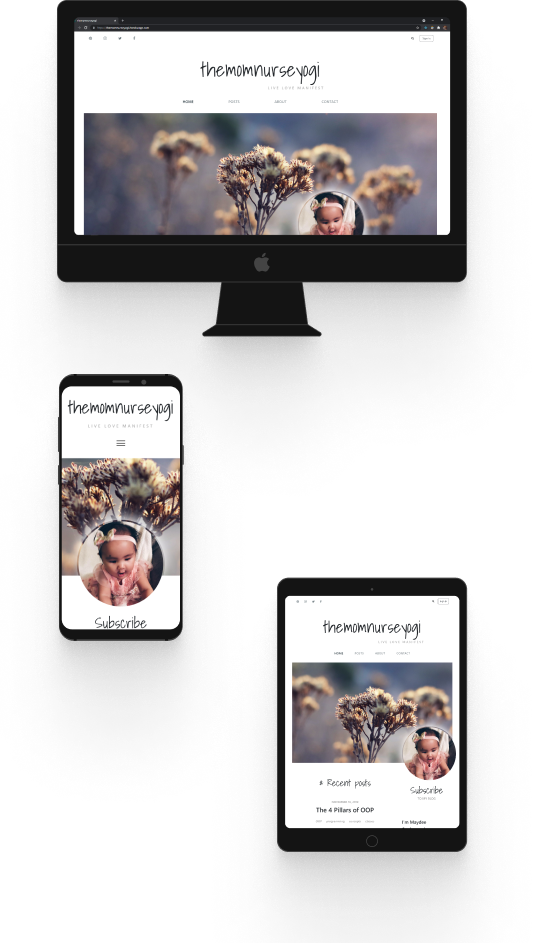 themomnurseyogi
LIVE LOVE MANIFEST
HOME POSTS ABOUT CONTACT
themomnurseyogi
LIVE LOVE MANIFEST
Subscribe
themomnurseyogi
LIVE LOVE MANIFEST
HOME POSTS ABOUT CONTACT
Recent posts
The 4 Pillars of OOP
Subscribe
I'm Maydee